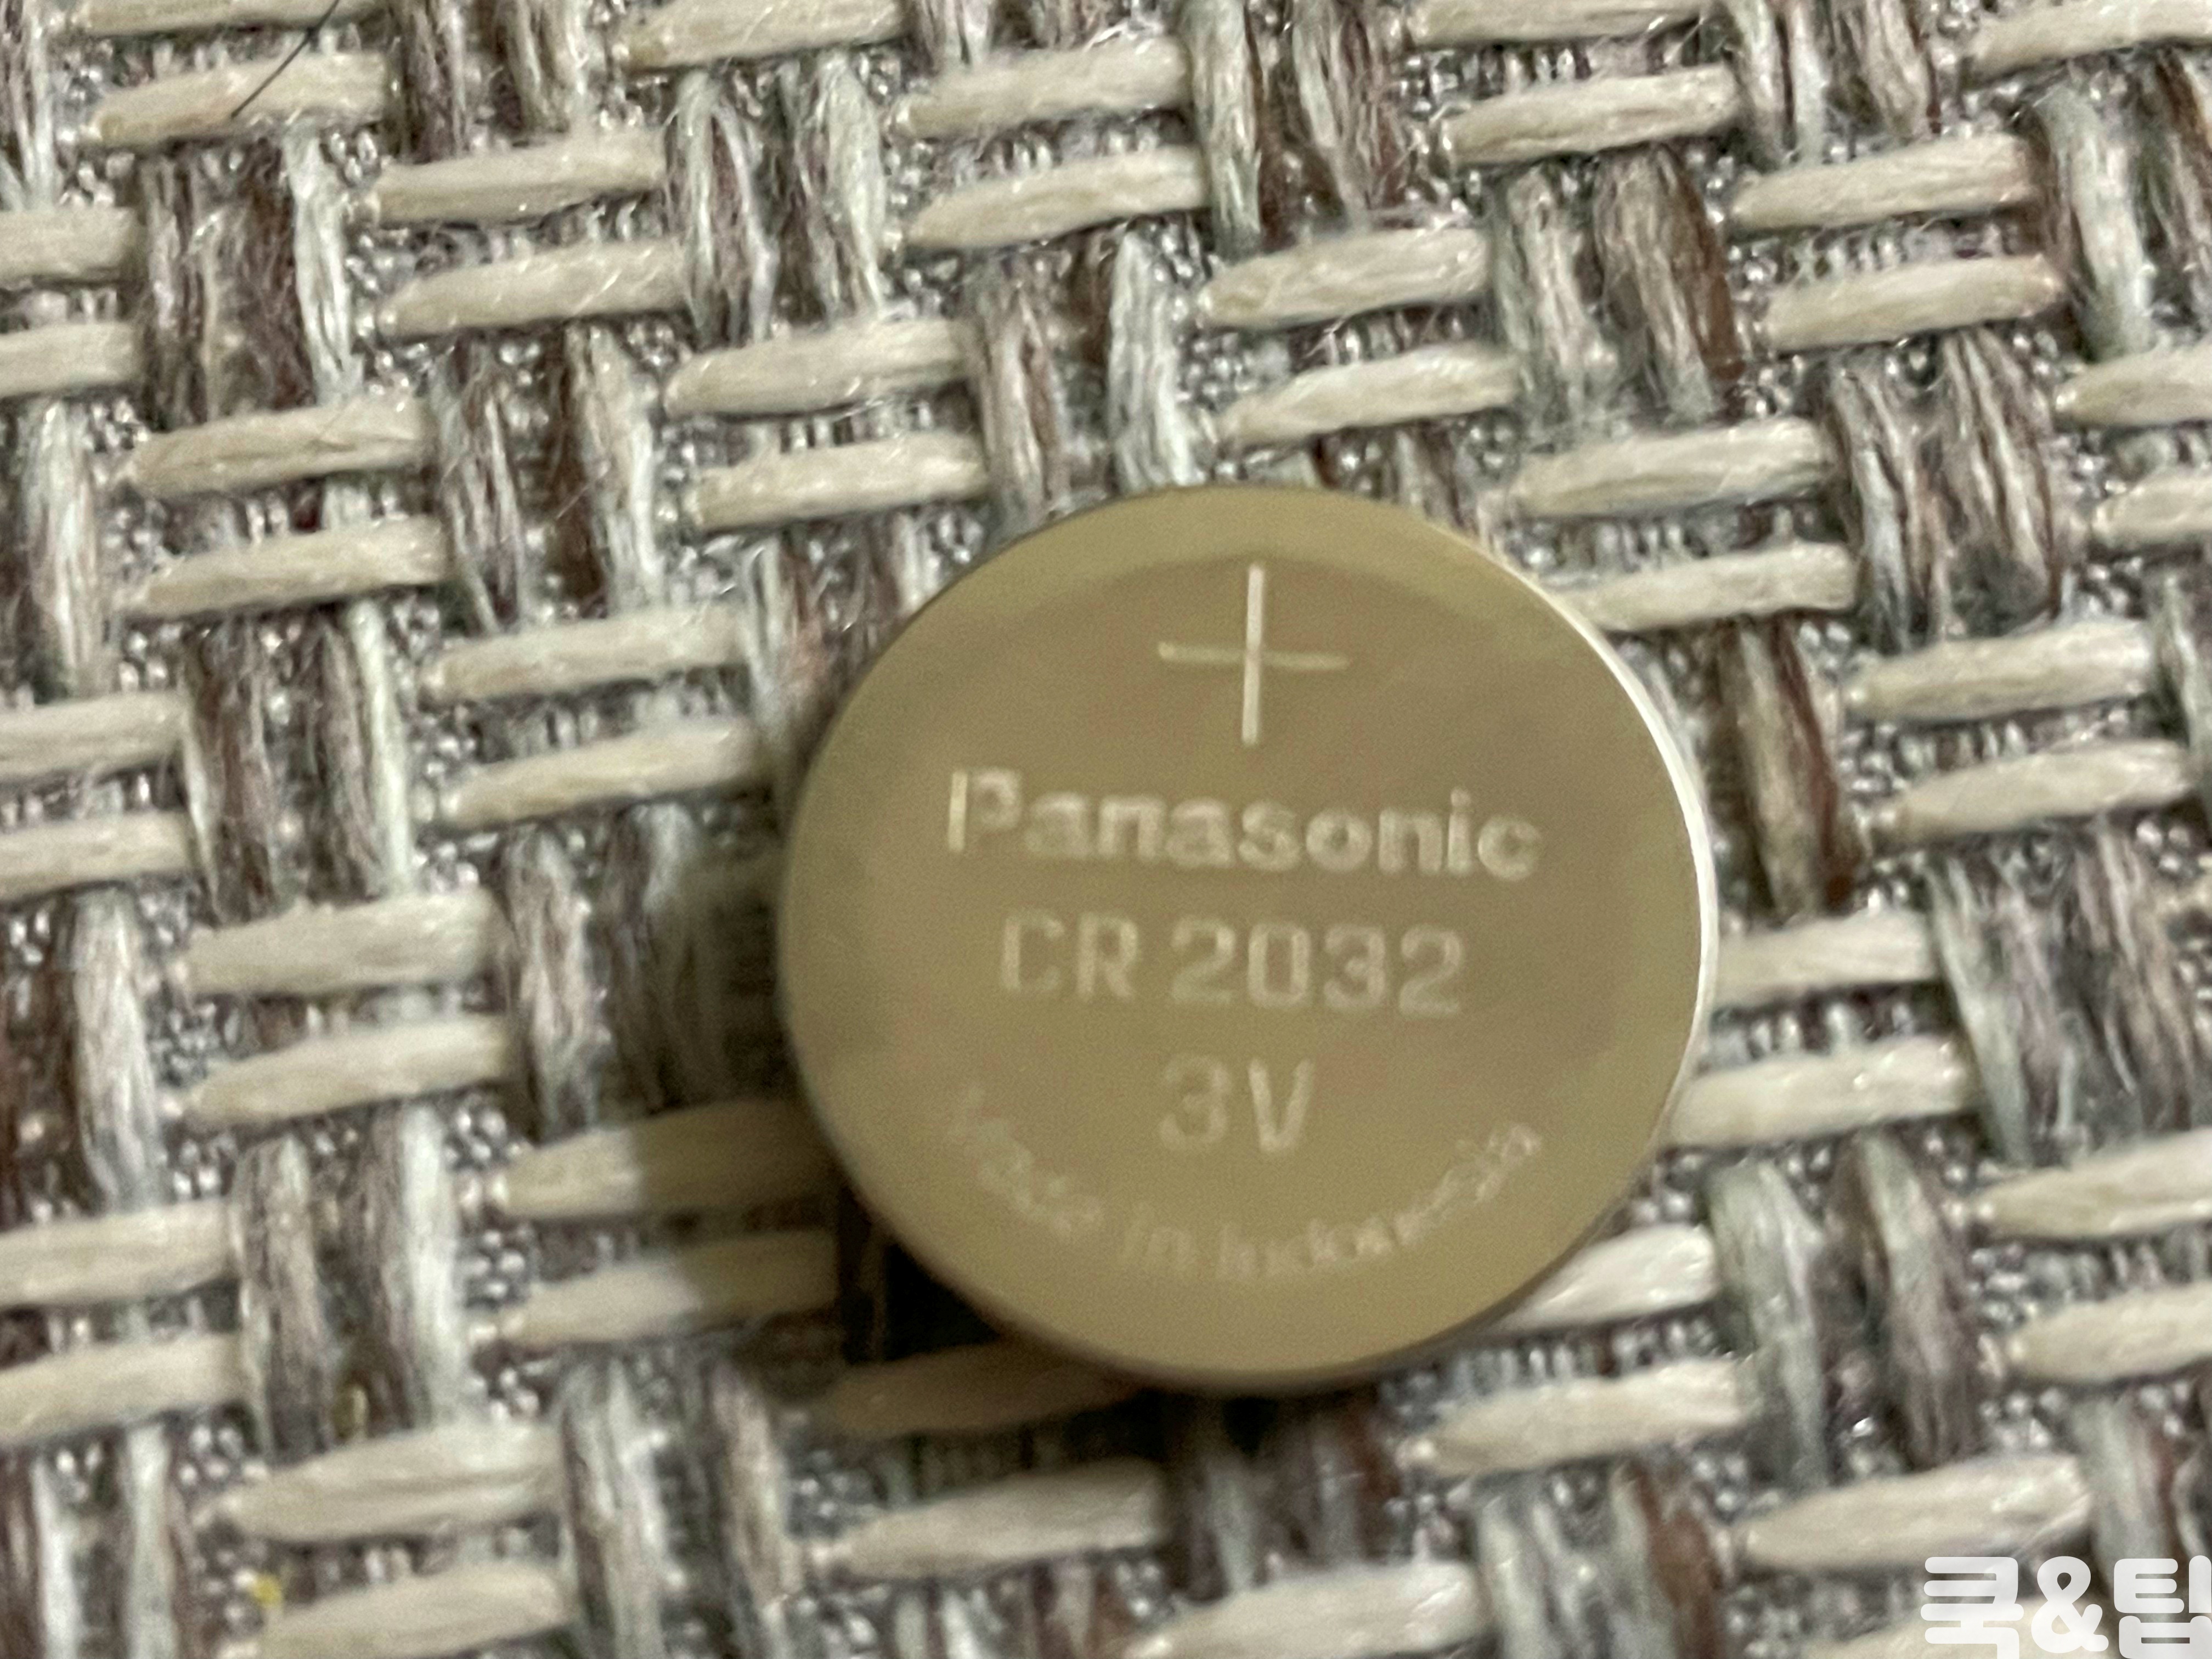 +
Panasonic
CR 2032
3V
Made in Indonesia
쿡&팁